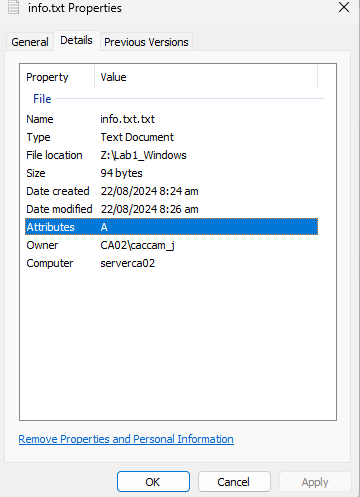 info.txt Properties
General Details Previous Versions
Property Value
File
Name info.txt.txt
Type Text Document
File location Z:\Lab1_Windows
Size 94 bytes
Date created 22/08/2024 8:24 am
Date modified 22/08/2024 8:26 am
Attributes A
Owner CA02\caccam_j
Computer serverca02
Remove Properties and Personal Information
OK Cancel Apply